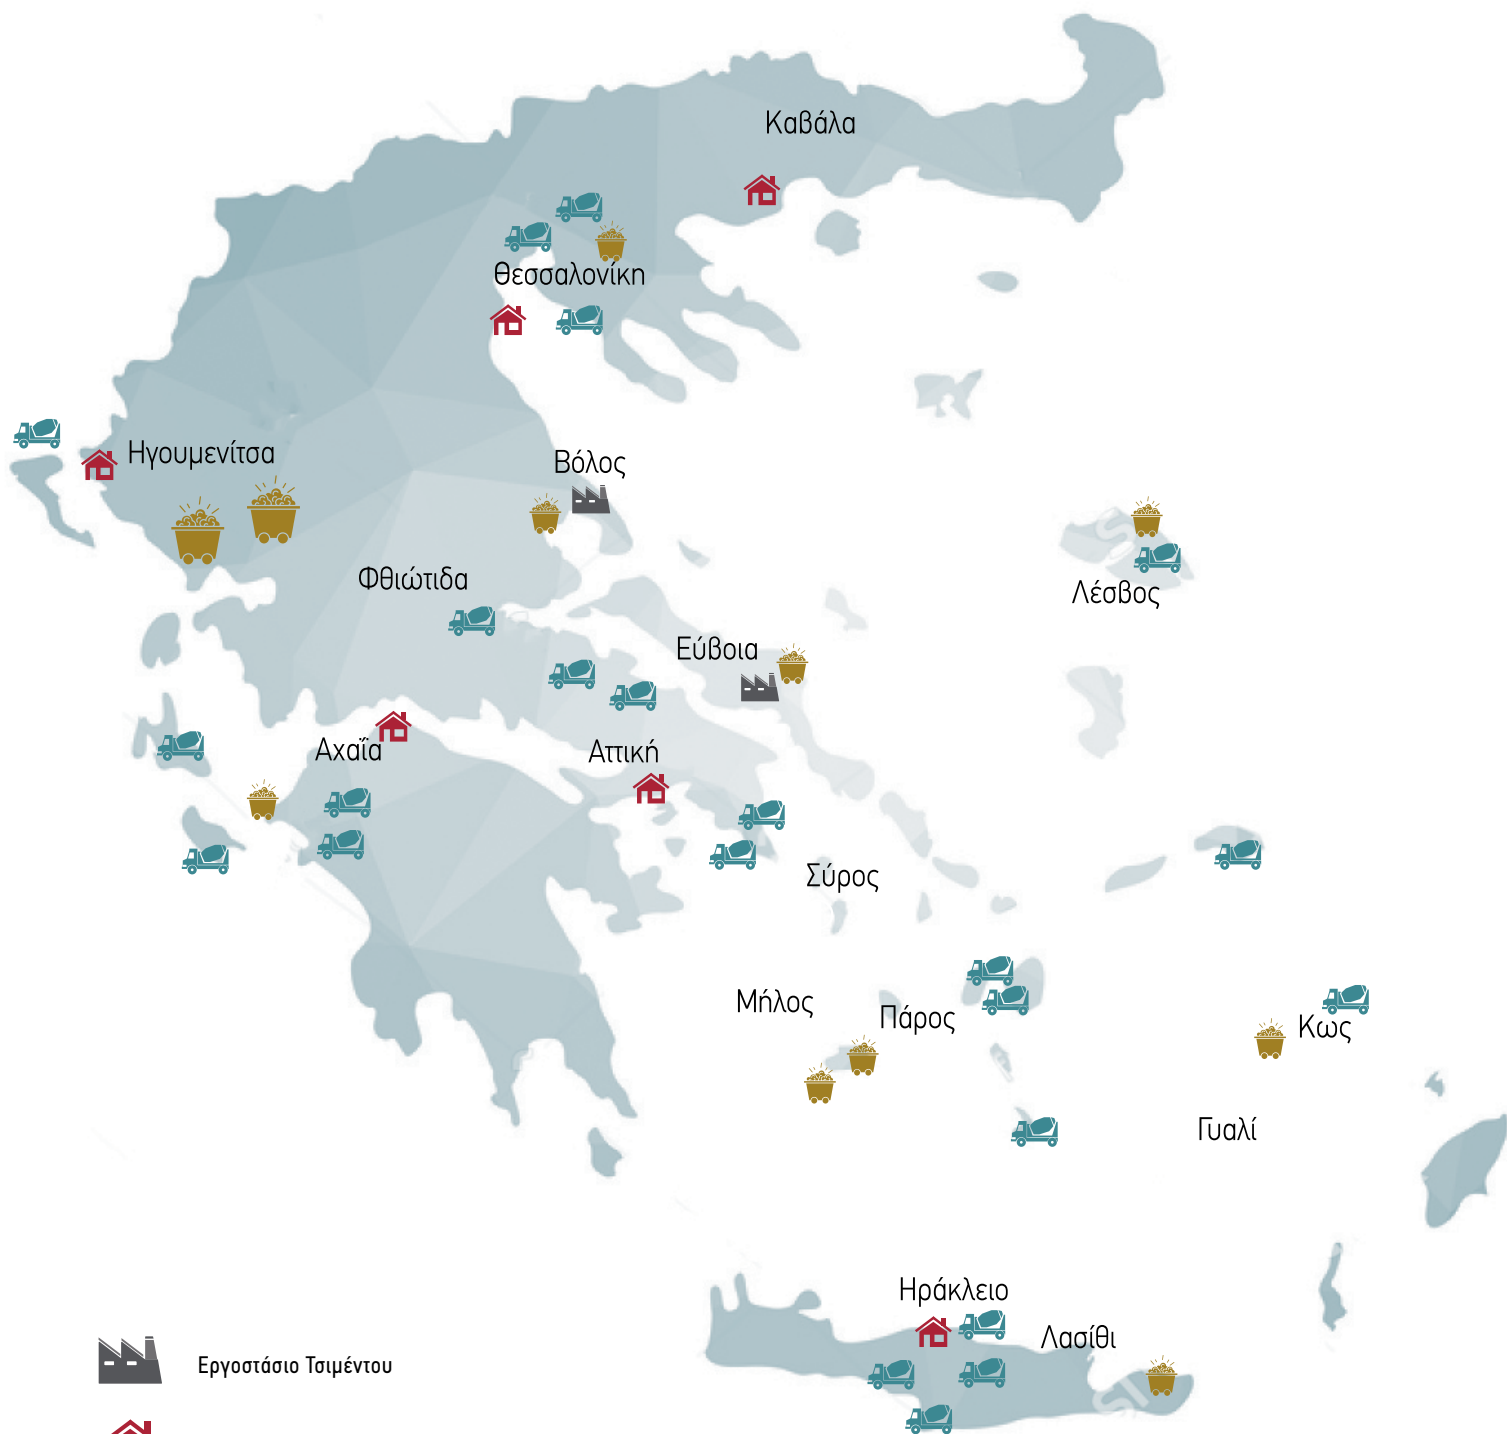 Καβάλα
Θεσσαλονίκη
Ηγουμενίτσα
Βόλος
Φθιώτιδα
Λέσβος
Εύβοια
Αχαΐα
Αττική
Σύρος
Μήλος
Πάρος
Κως
Γυαλί
Ηράκλειο
Λασίθι
Εργοστάσιο Τσιμέντου